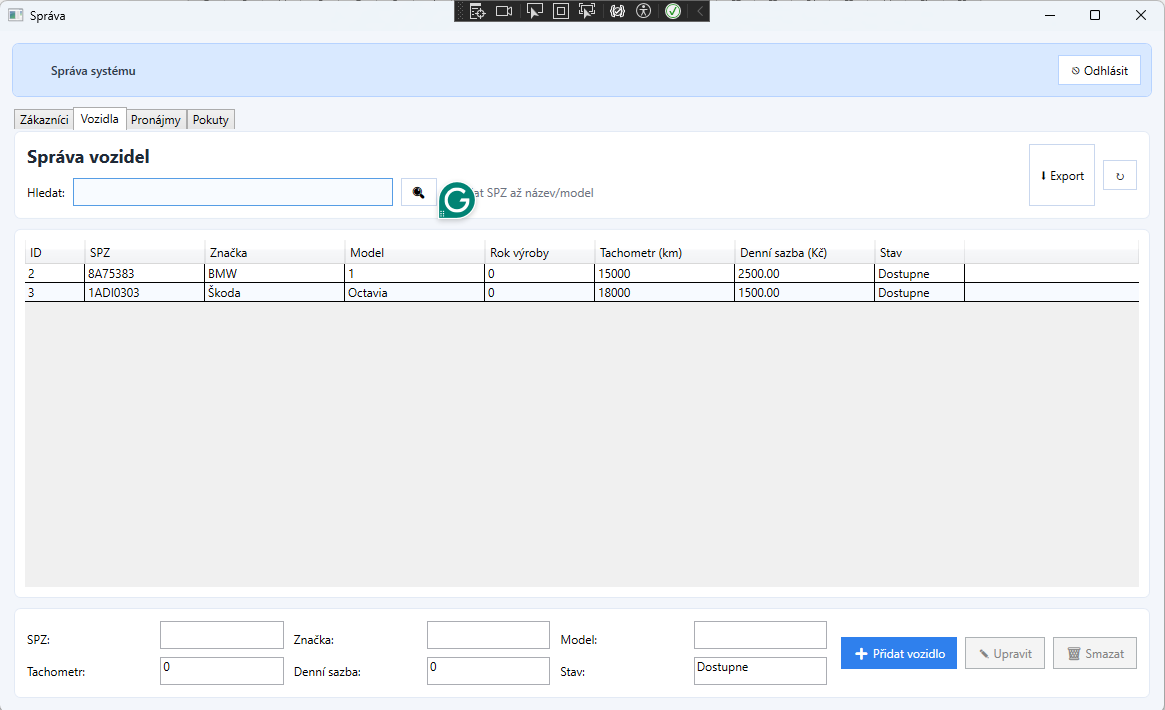 Správa
Správa systému
Odhlásit
Zákazníci Vozidla Pronájmy Pokuty
Správa vozidel
Hledat:
SPZ až název/model
Export
ID SPZ Značka Model Rok výroby Tachometr (km) Denní sazba (Kč) Stav
2 8A75383 BMW 1 0 15000 2500.00 Dostupne
3 1ADI0303 Škoda Octavia 0 18000 1500.00 Dostupne
SPZ: Značka: Model:
Tachometr: 0 Denní sazba: 0 Stav: Dostupne
Přidat vozidlo Upravit Smazat